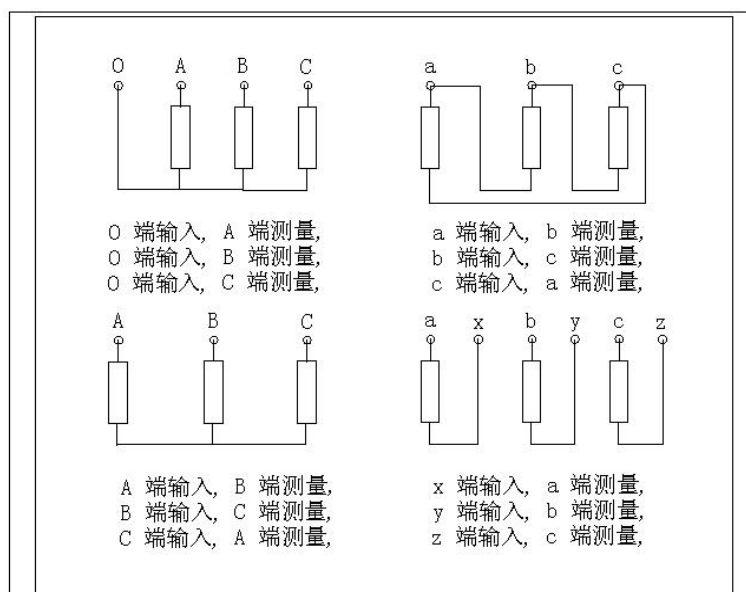 O A B C
O 端输入, A 端测量,
O 端输入, B 端测量,
O 端输入, C 端测量,
a b c
a 端输入, b 端测量,
b 端输入, c 端测量,
c 端输入, a 端测量,
A B C
A 端输入, B 端测量,
B 端输入, C 端测量,
C 端输入, A 端测量,
a x b y c z
x 端输入, a 端测量,
y 端输入, b 端测量,
z 端输入, c 端测量,